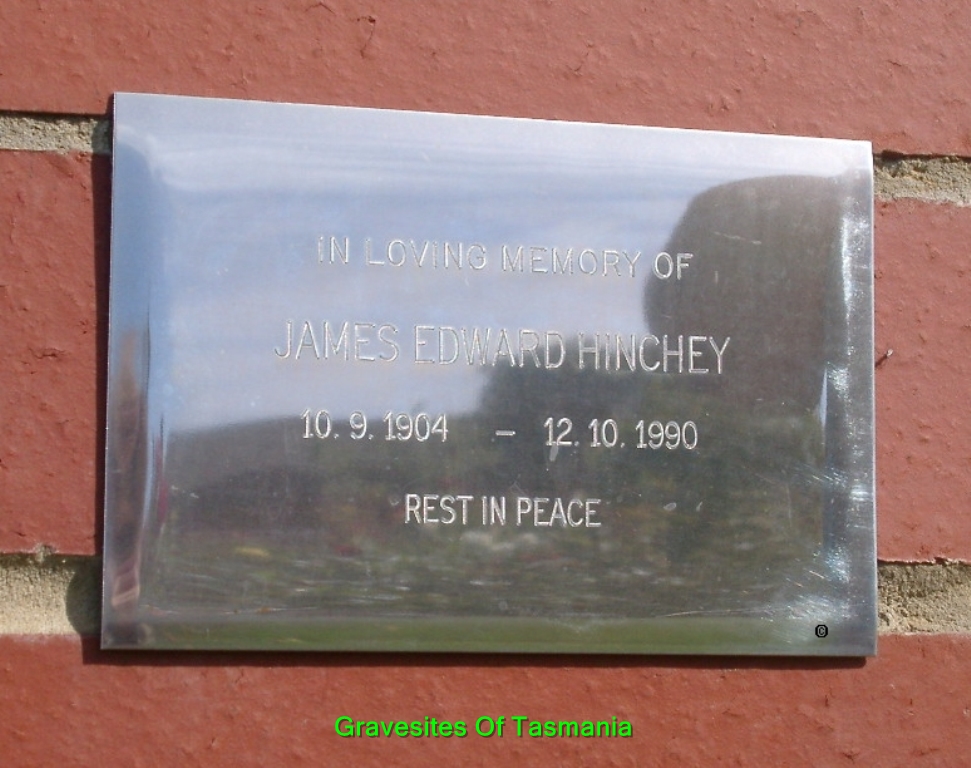 IN LOVING MEMORY OF
JAMES EDWARD HINCHEY
10. 9. 1904 – 12. 10. 1990
REST IN PEACE
©
Gravesites Of Tasmania